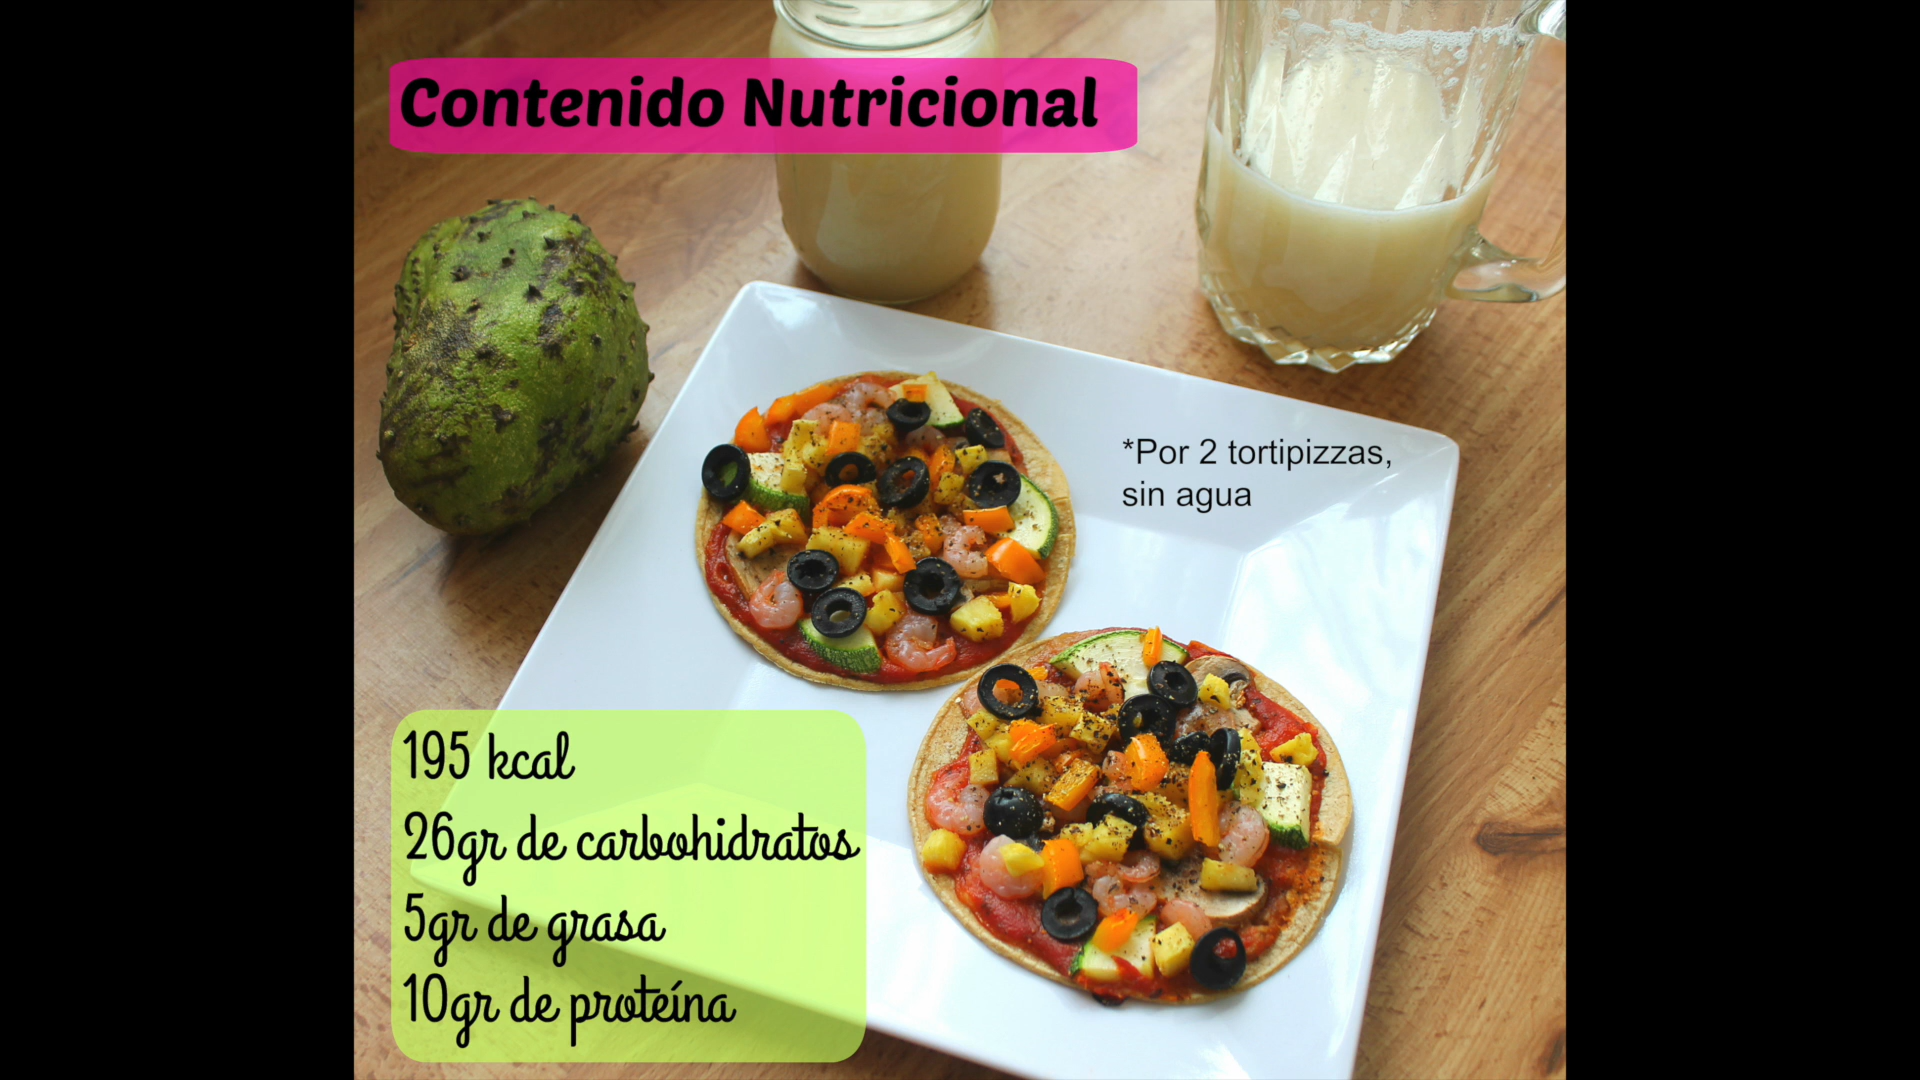 Contenido Nutricional
*Por 2 tortipizzas,
sin agua
195 kcal
26gr de carbohidratos
5gr de grasa
10gr de proteína